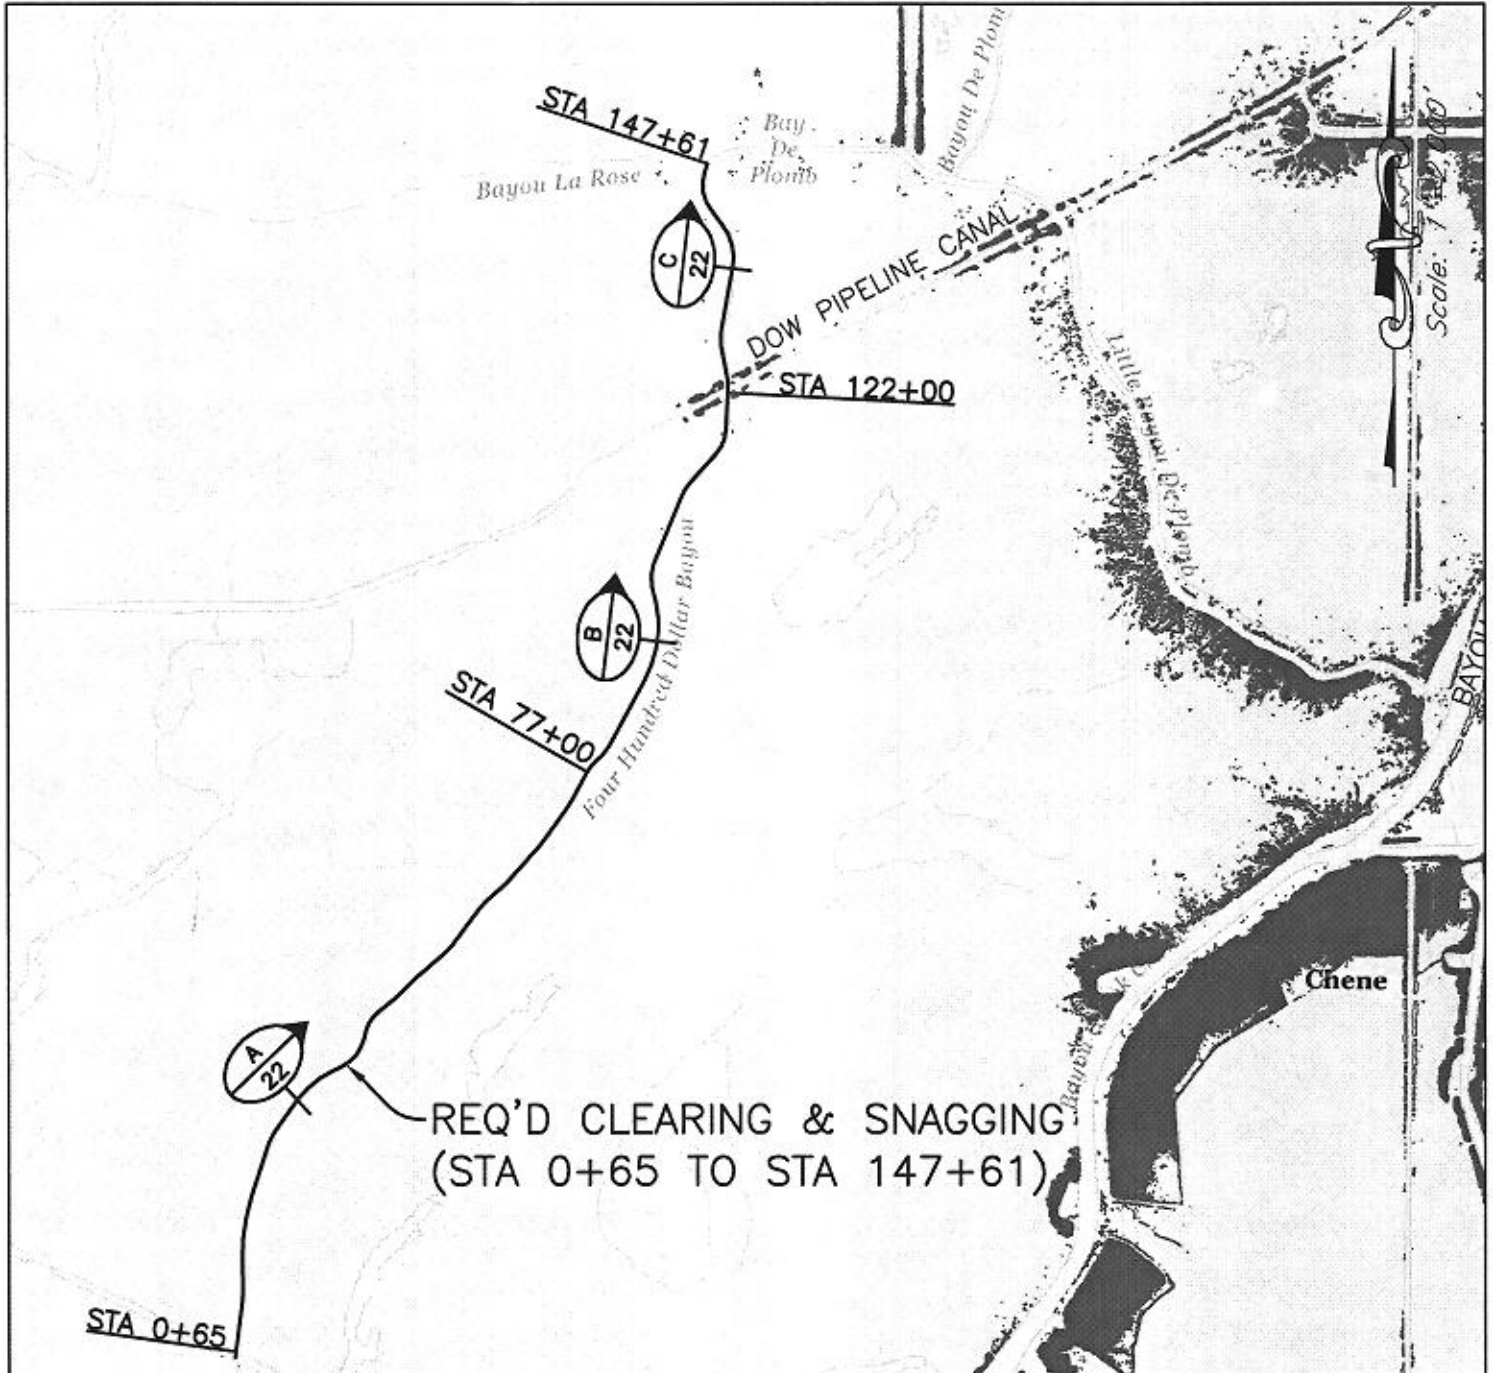 STA 147+61
Bayou La Rose
Bay
De
Plomb
Bayou De Plomb
Scale: 1
C
22
DOW PIPELINE CANAL
STA 122+00
Little Bayou De Plomb
B
22
Four Hundred Dollar Bayou
STA 77+00
BAYOU
Chene
A
22
Bayou
REQ'D CLEARING & SNAGGING
(STA 0+65 TO STA 147+61)
STA 0+65